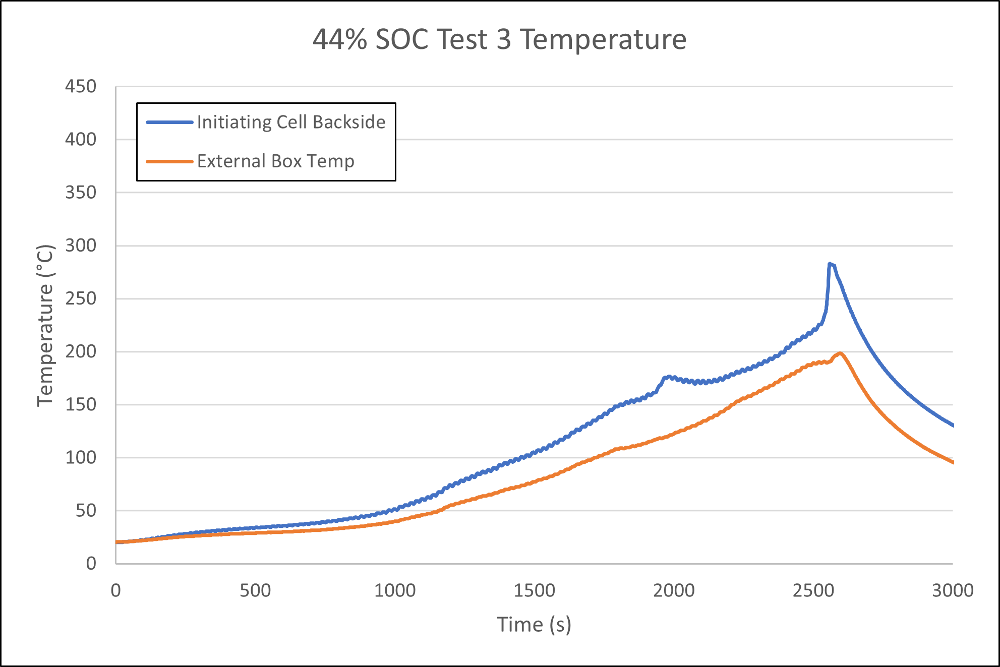 44% SOC Test 3 Temperature
450
400
350
300
250
200
150
100
50
0
Initiating Cell Backside
External Box Temp
Temperature (°C)
0 500 1000 1500 2000 2500 3000
Time (s)